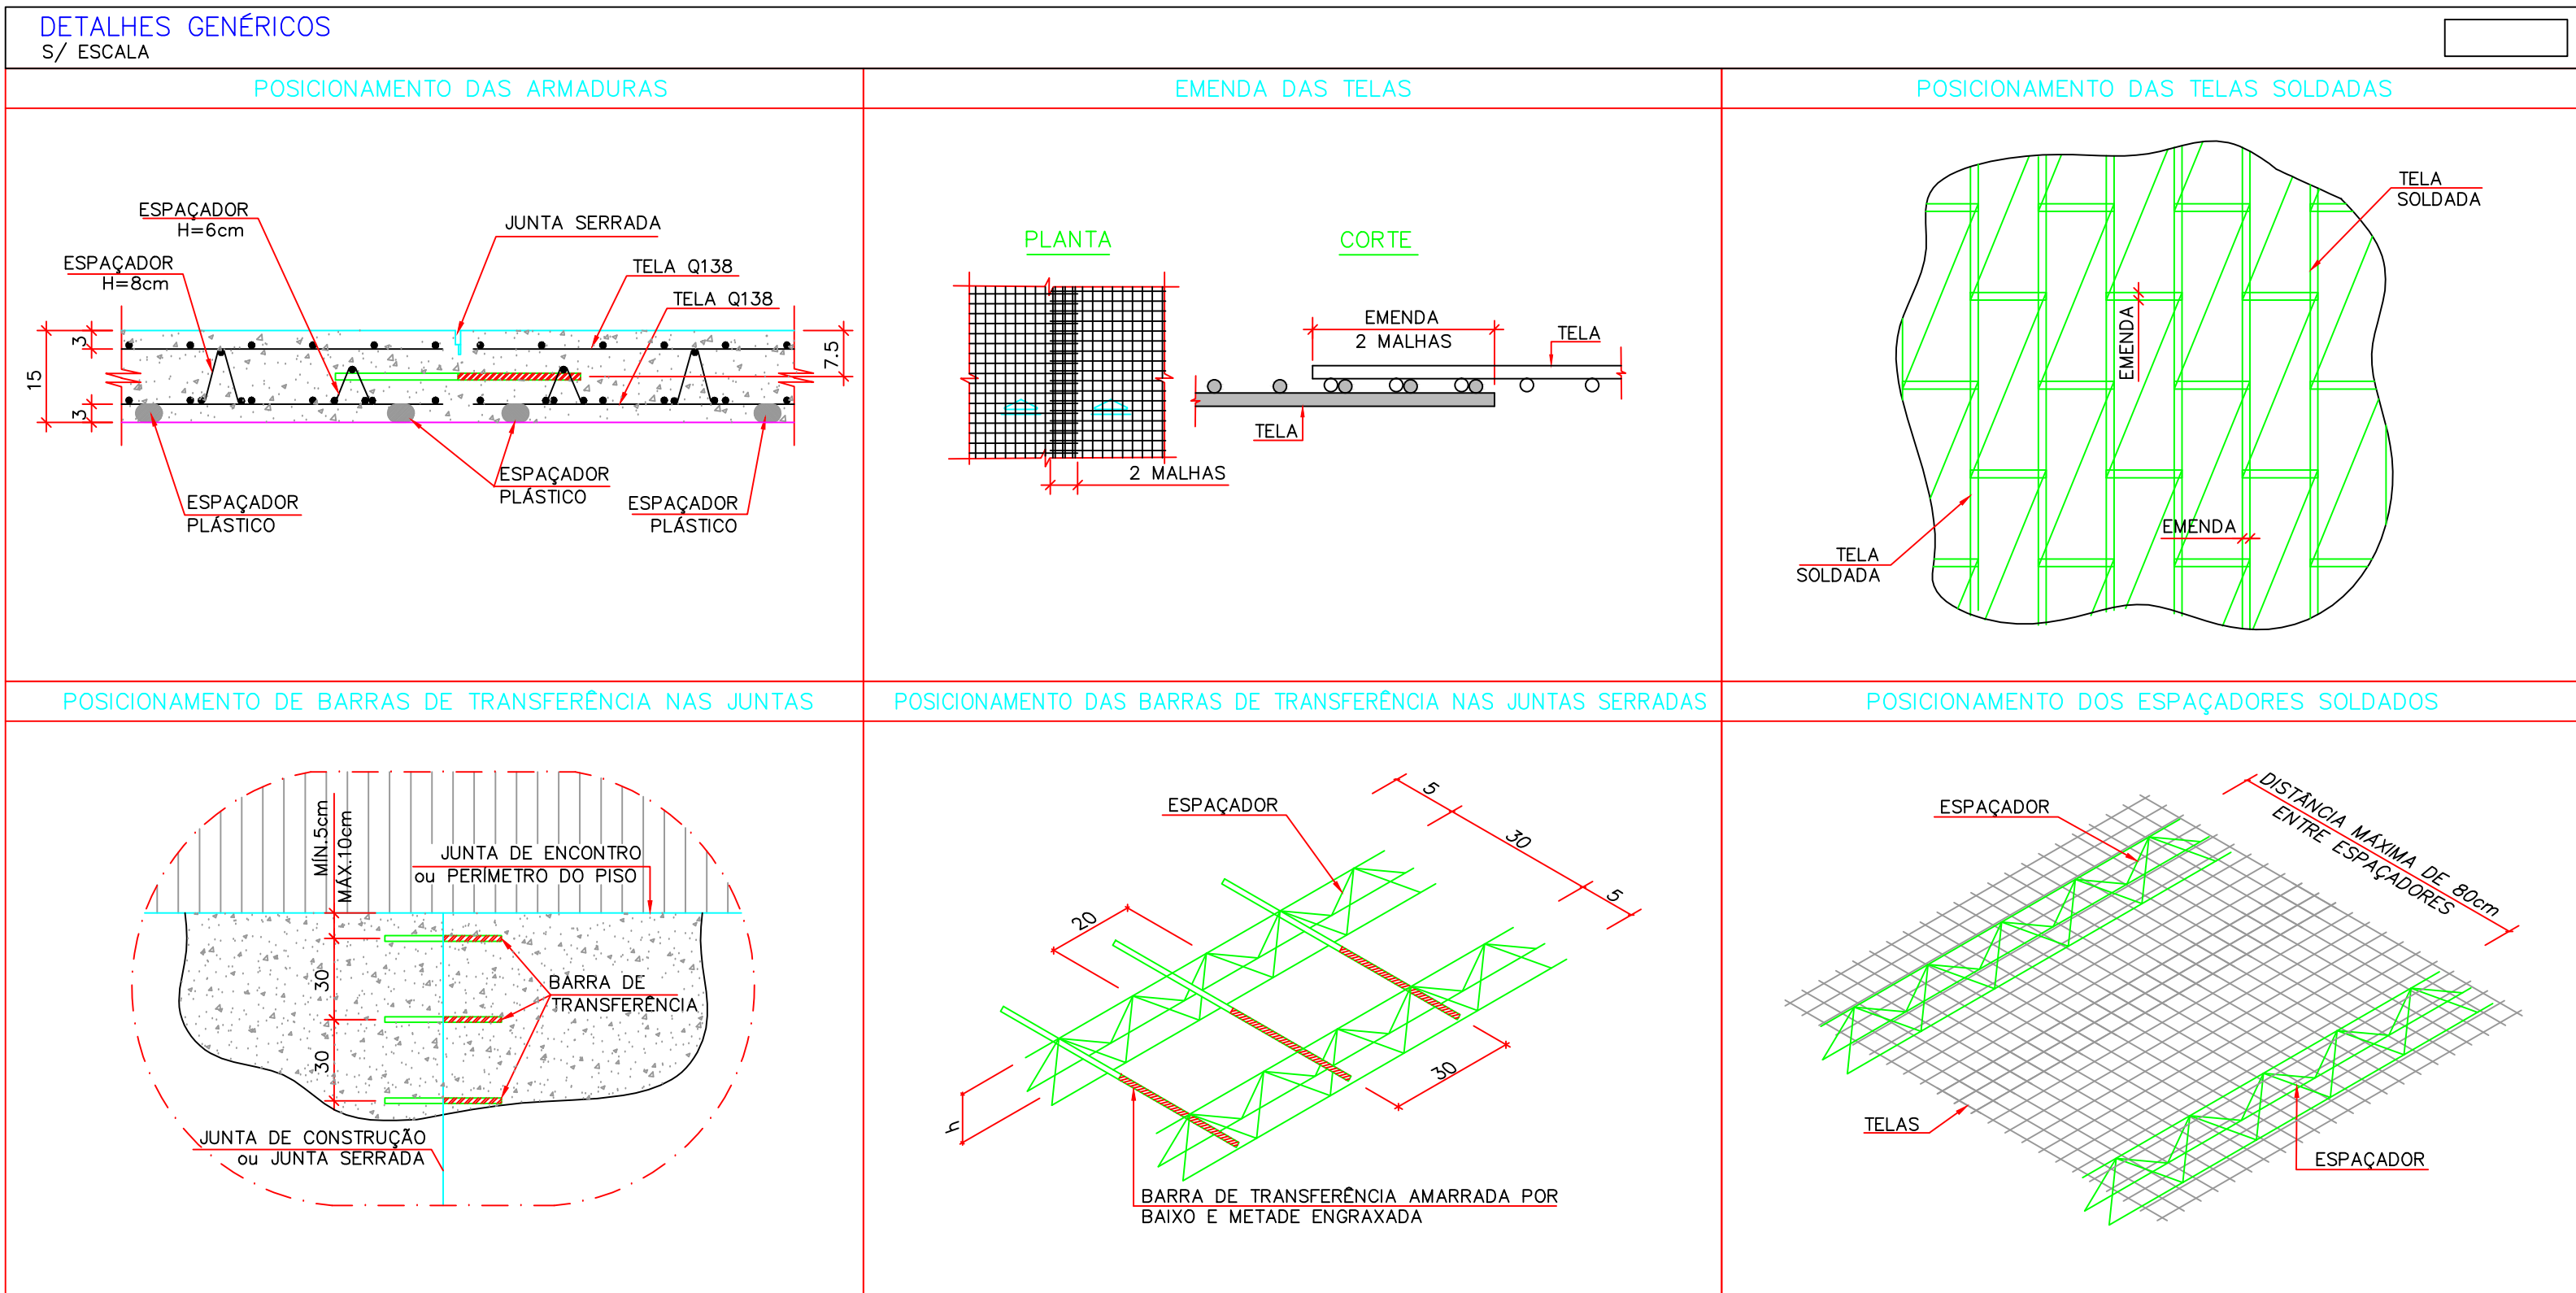 DETALHES GENÉRICOS
S/ ESCALA
POSICIONAMENTO DAS ARMADURAS
ESPAÇADOR
H=6cm
ESPAÇADOR
H=8cm
JUNTA SERRADA
TELA Q138
TELA Q138
3
15
3
7.5
ESPAÇADOR
PLÁSTICO
ESPAÇADOR
PLÁSTICO
ESPAÇADOR
PLÁSTICO
EMENDA DAS TELAS
PLANTA
CORTE
EMENDA
2 MALHAS
TELA
TELA
2 MALHAS
POSICIONAMENTO DAS TELAS SOLDADAS
TELA
SOLDADA
EMENDA
EMENDA
TELA
SOLDADA
POSICIONAMENTO DE BARRAS DE TRANSFERÊNCIA NAS JUNTAS
MÍN.5cm
MÁX.10cm
JUNTA DE ENCONTRO
ou PERÍMETRO DO PISO
30
30
BARRA DE
TRANSFERÊNCIA
JUNTA DE CONSTRUÇÃO
ou JUNTA SERRADA
POSICIONAMENTO DAS BARRAS DE TRANSFERÊNCIA NAS JUNTAS SERRADAS
ESPAÇADOR
5
30
5
20
30
h
BARRA DE TRANSFERÊNCIA AMARRADA POR
BAIXO E METADE ENGRAXADA
POSICIONAMENTO DOS ESPAÇADORES SOLDADOS
ESPAÇADOR
DISTÂNCIA MÁXIMA DE 80cm
ENTRE ESPAÇADORES
TELAS
ESPAÇADOR